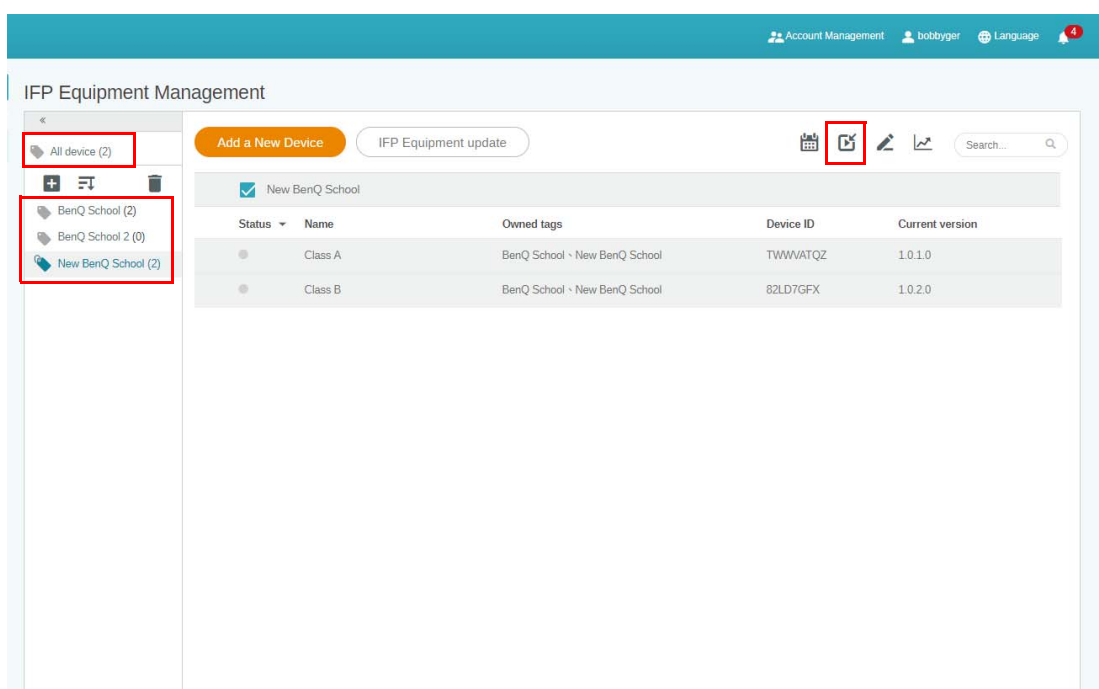 Account Management bobbyger Language 4
IFP Equipment Management
«
All device (2)
Add a New Device IFP Equipment update Search...
BenQ School (2)
BenQ School 2 (0)
New BenQ School (2)
New BenQ School
Status Name Owned tags Device ID Current version
Class A BenQ School、New BenQ School TWWVATQZ 1.0.1.0
Class B BenQ School、New BenQ School 82LD7GFX 1.0.2.0